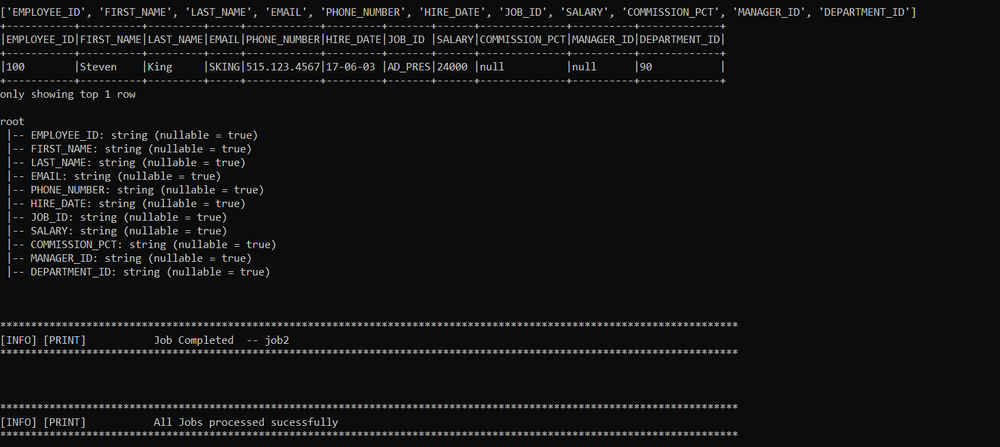 ['EMPLOYEE_ID', 'FIRST_NAME', 'LAST_NAME', 'EMAIL', 'PHONE_NUMBER', 'HIRE_DATE', 'JOB_ID', 'SALARY', 'COMMISSION_PCT', 'MANAGER_ID', 'DEPARTMENT_ID']
+-----------+----------+---------+-----+------------+---------+-------+------+--------------+----------+-------------+
|EMPLOYEE_ID|FIRST_NAME|LAST_NAME|EMAIL|PHONE_NUMBER|HIRE_DATE|JOB_ID |SALARY|COMMISSION_PCT|MANAGER_ID|DEPARTMENT_ID|
+-----------+----------+---------+-----+------------+---------+-------+------+--------------+----------+-------------+
|100        |Steven    |King     |SKING|515.123.4567|17-06-03 |AD_PRES|24000 |null          |null      |90           |
+-----------+----------+---------+-----+------------+---------+-------+------+--------------+----------+-------------+
only showing top 1 row
root
 |-- EMPLOYEE_ID: string (nullable = true)
 |-- FIRST_NAME: string (nullable = true)
 |-- LAST_NAME: string (nullable = true)
 |-- EMAIL: string (nullable = true)
 |-- PHONE_NUMBER: string (nullable = true)
 |-- HIRE_DATE: string (nullable = true)
 |-- JOB_ID: string (nullable = true)
 |-- SALARY: string (nullable = true)
 |-- COMMISSION_PCT: string (nullable = true)
 |-- MANAGER_ID: string (nullable = true)
 |-- DEPARTMENT_ID: string (nullable = true)
************************************************************************************************************************
[INFO] [PRINT]           Job Completed  -- job2
************************************************************************************************************************
************************************************************************************************************************
[INFO] [PRINT]           All Jobs processed sucessfully
************************************************************************************************************************